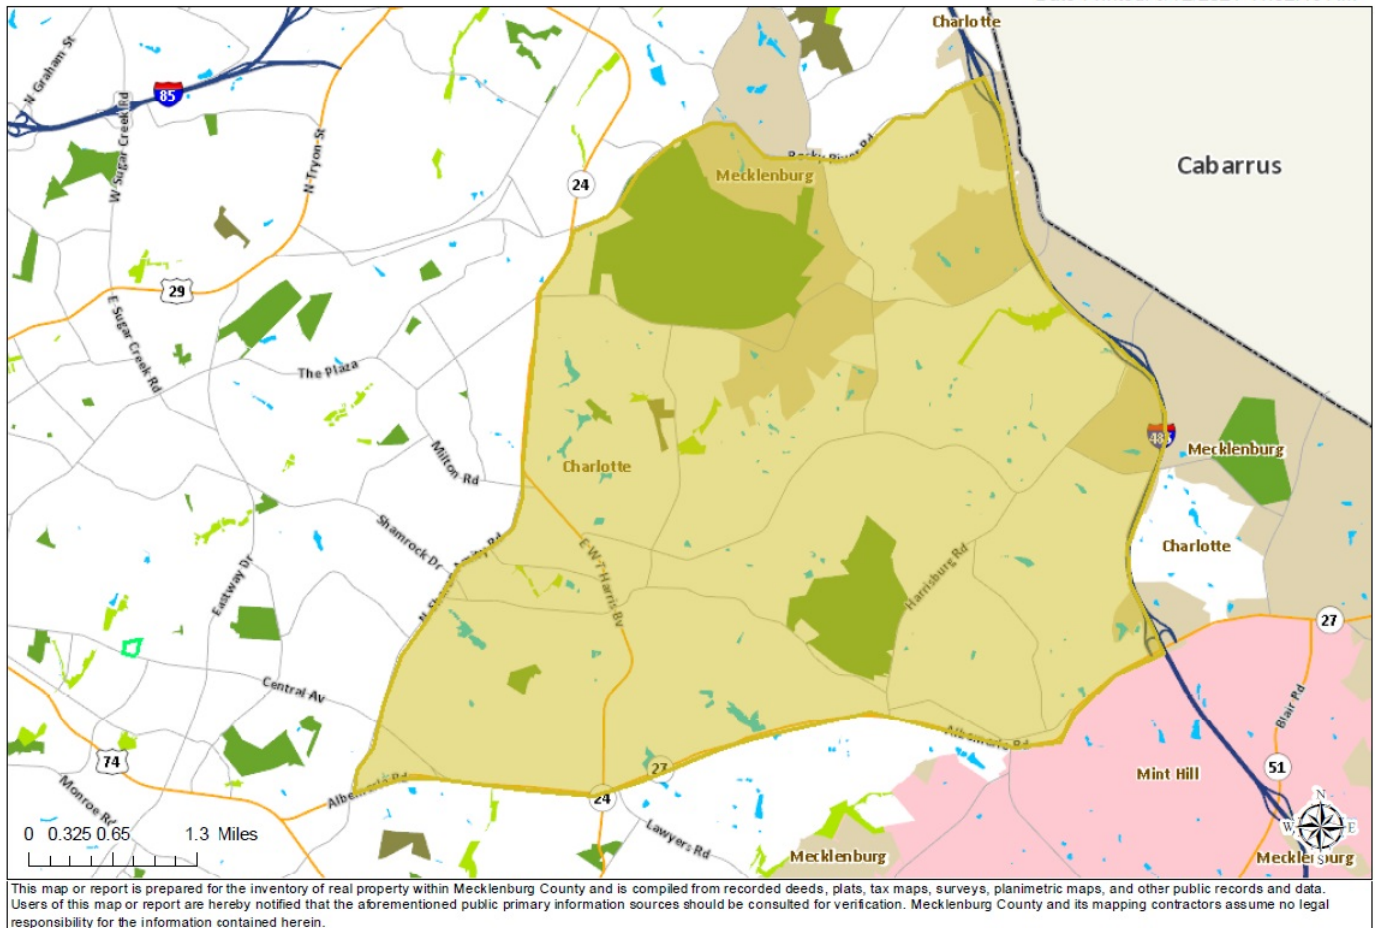 Charlotte
N Graham St
85
W Sugar Creek Rd
N Tryon St
24
Rocky River Rd
Mecklenburg
Cabarrus
29
E Sugar Creek Rd
The Plaza
Milton Rd
Charlotte
485
Mecklenburg
Shamrock Dr
Charlotte
E W T Harris Bv
Harrisburg Rd
Eastway Dr
27
Central Av
Blair Rd
74
Albemarle Rd
27
Albemarle Rd
Mint Hill
51
Monroe Rd
24
Lawyers Rd
N
W E
S
0 0.325 0.65 1.3 Miles
Mecklenburg
Mecklenburg
This map or report is prepared for the inventory of real property within Mecklenburg County and is compiled from recorded deeds, plats, tax maps, surveys, planimetric maps, and other public records and data.
Users of this map or report are hereby notified that the aforementioned public primary information sources should be consulted for verification. Mecklenburg County and its mapping contractors assume no legal
responsibility for the information contained herein.